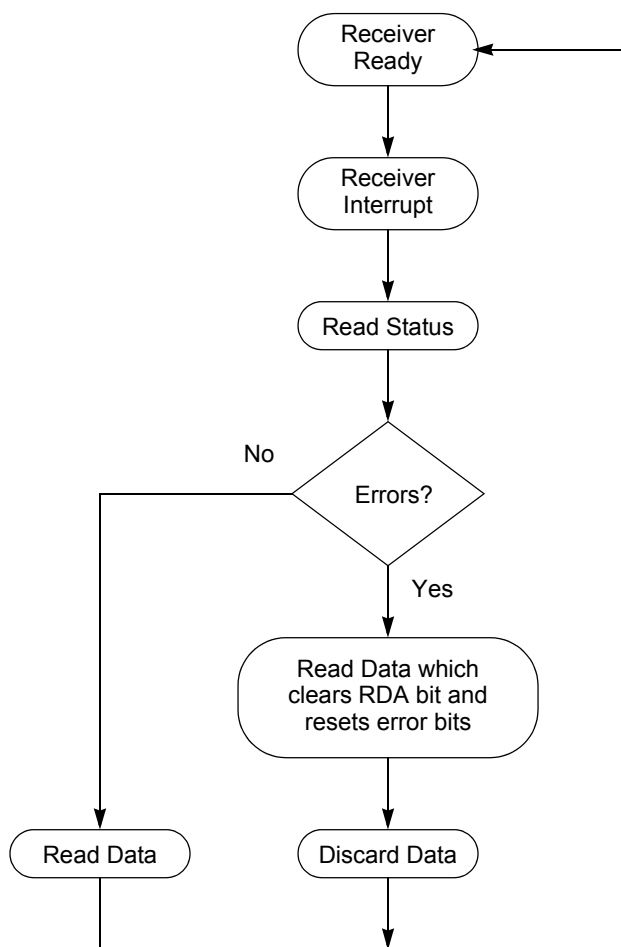 Receiver
Ready
Receiver
Interrupt
Read Status
No
Errors?
Yes
Read Data which
clears RDA bit and
resets error bits
Read Data
Discard Data